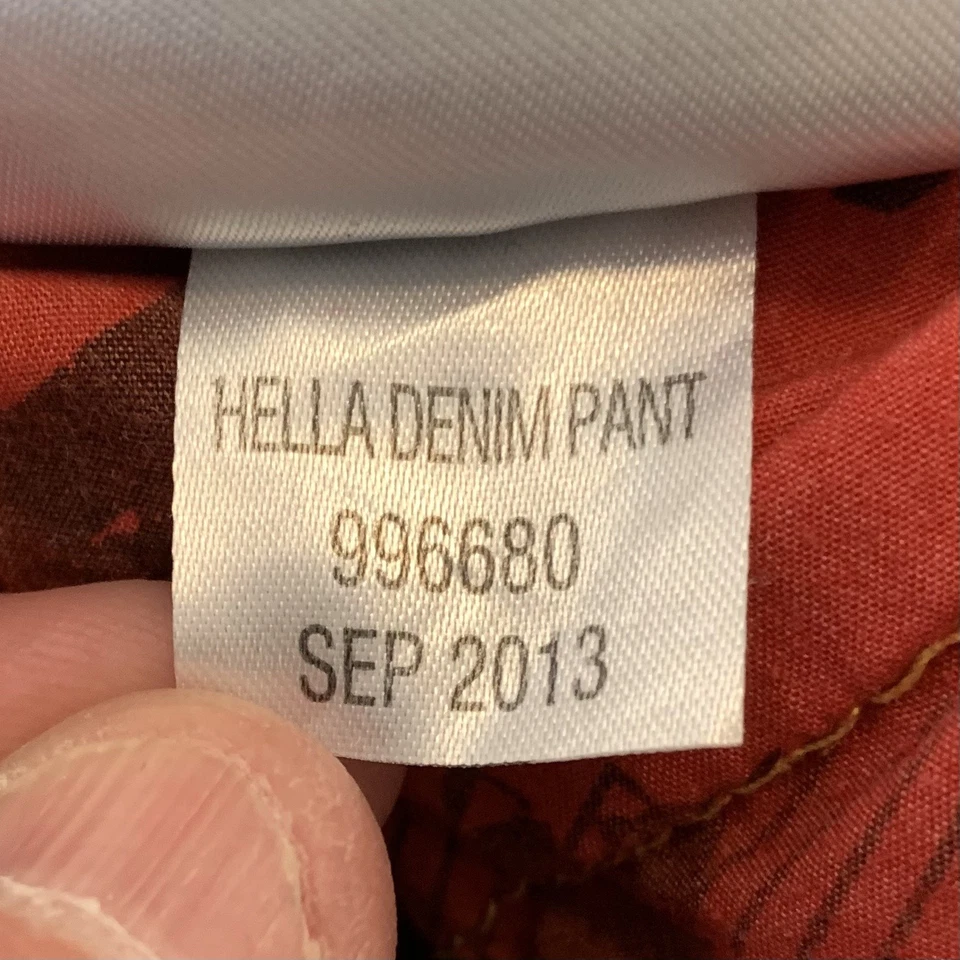 HELLA DENIM PANT
996680
SEP 2013